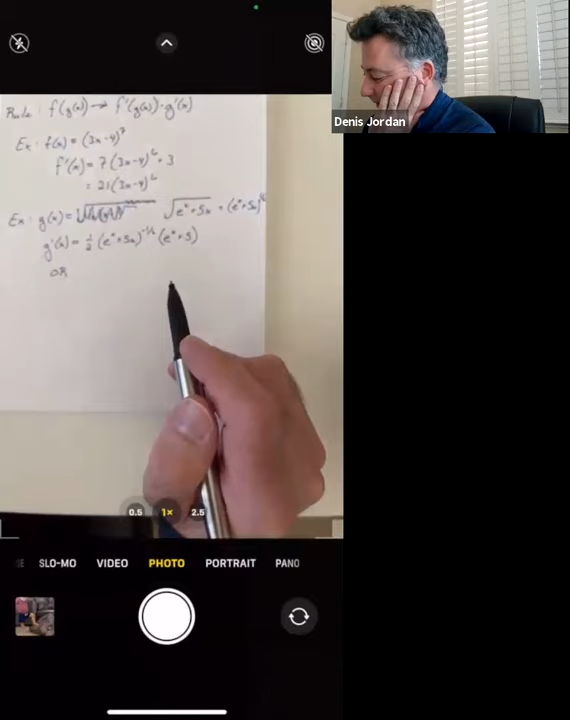 Denis Jordan
Rule: f(g(x)) → f'(g(x))·g'(x)
Ex: f(x) = (3x-4)⁷
f'(x) = 7(3x-4)⁶·3
= 21(3x-4)⁶
Ex: g(x) = √(eˣ+5x) = (eˣ+5x)^½
g'(x) = ½(eˣ+5x)^-½ (eˣ+5)
OR
0.5 1× 2.5
SLO-MO VIDEO PHOTO PORTRAIT PANO